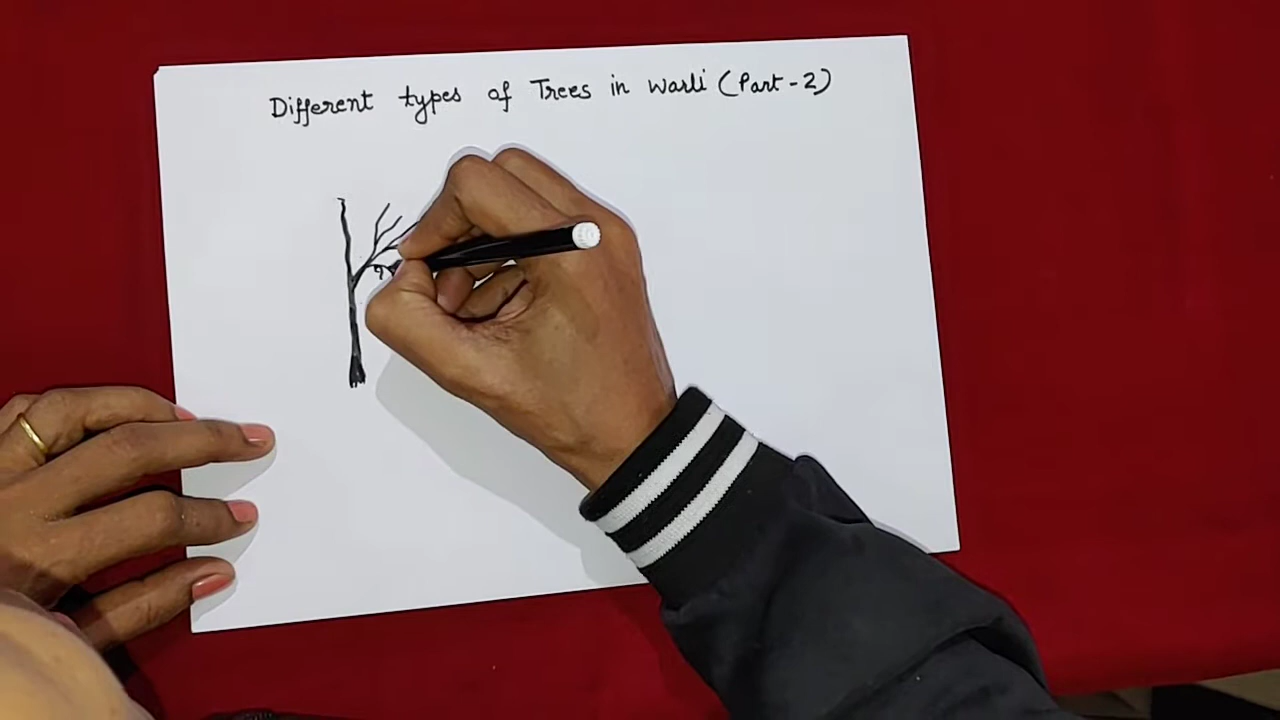 Different types of Trees in Warli (Part-2)